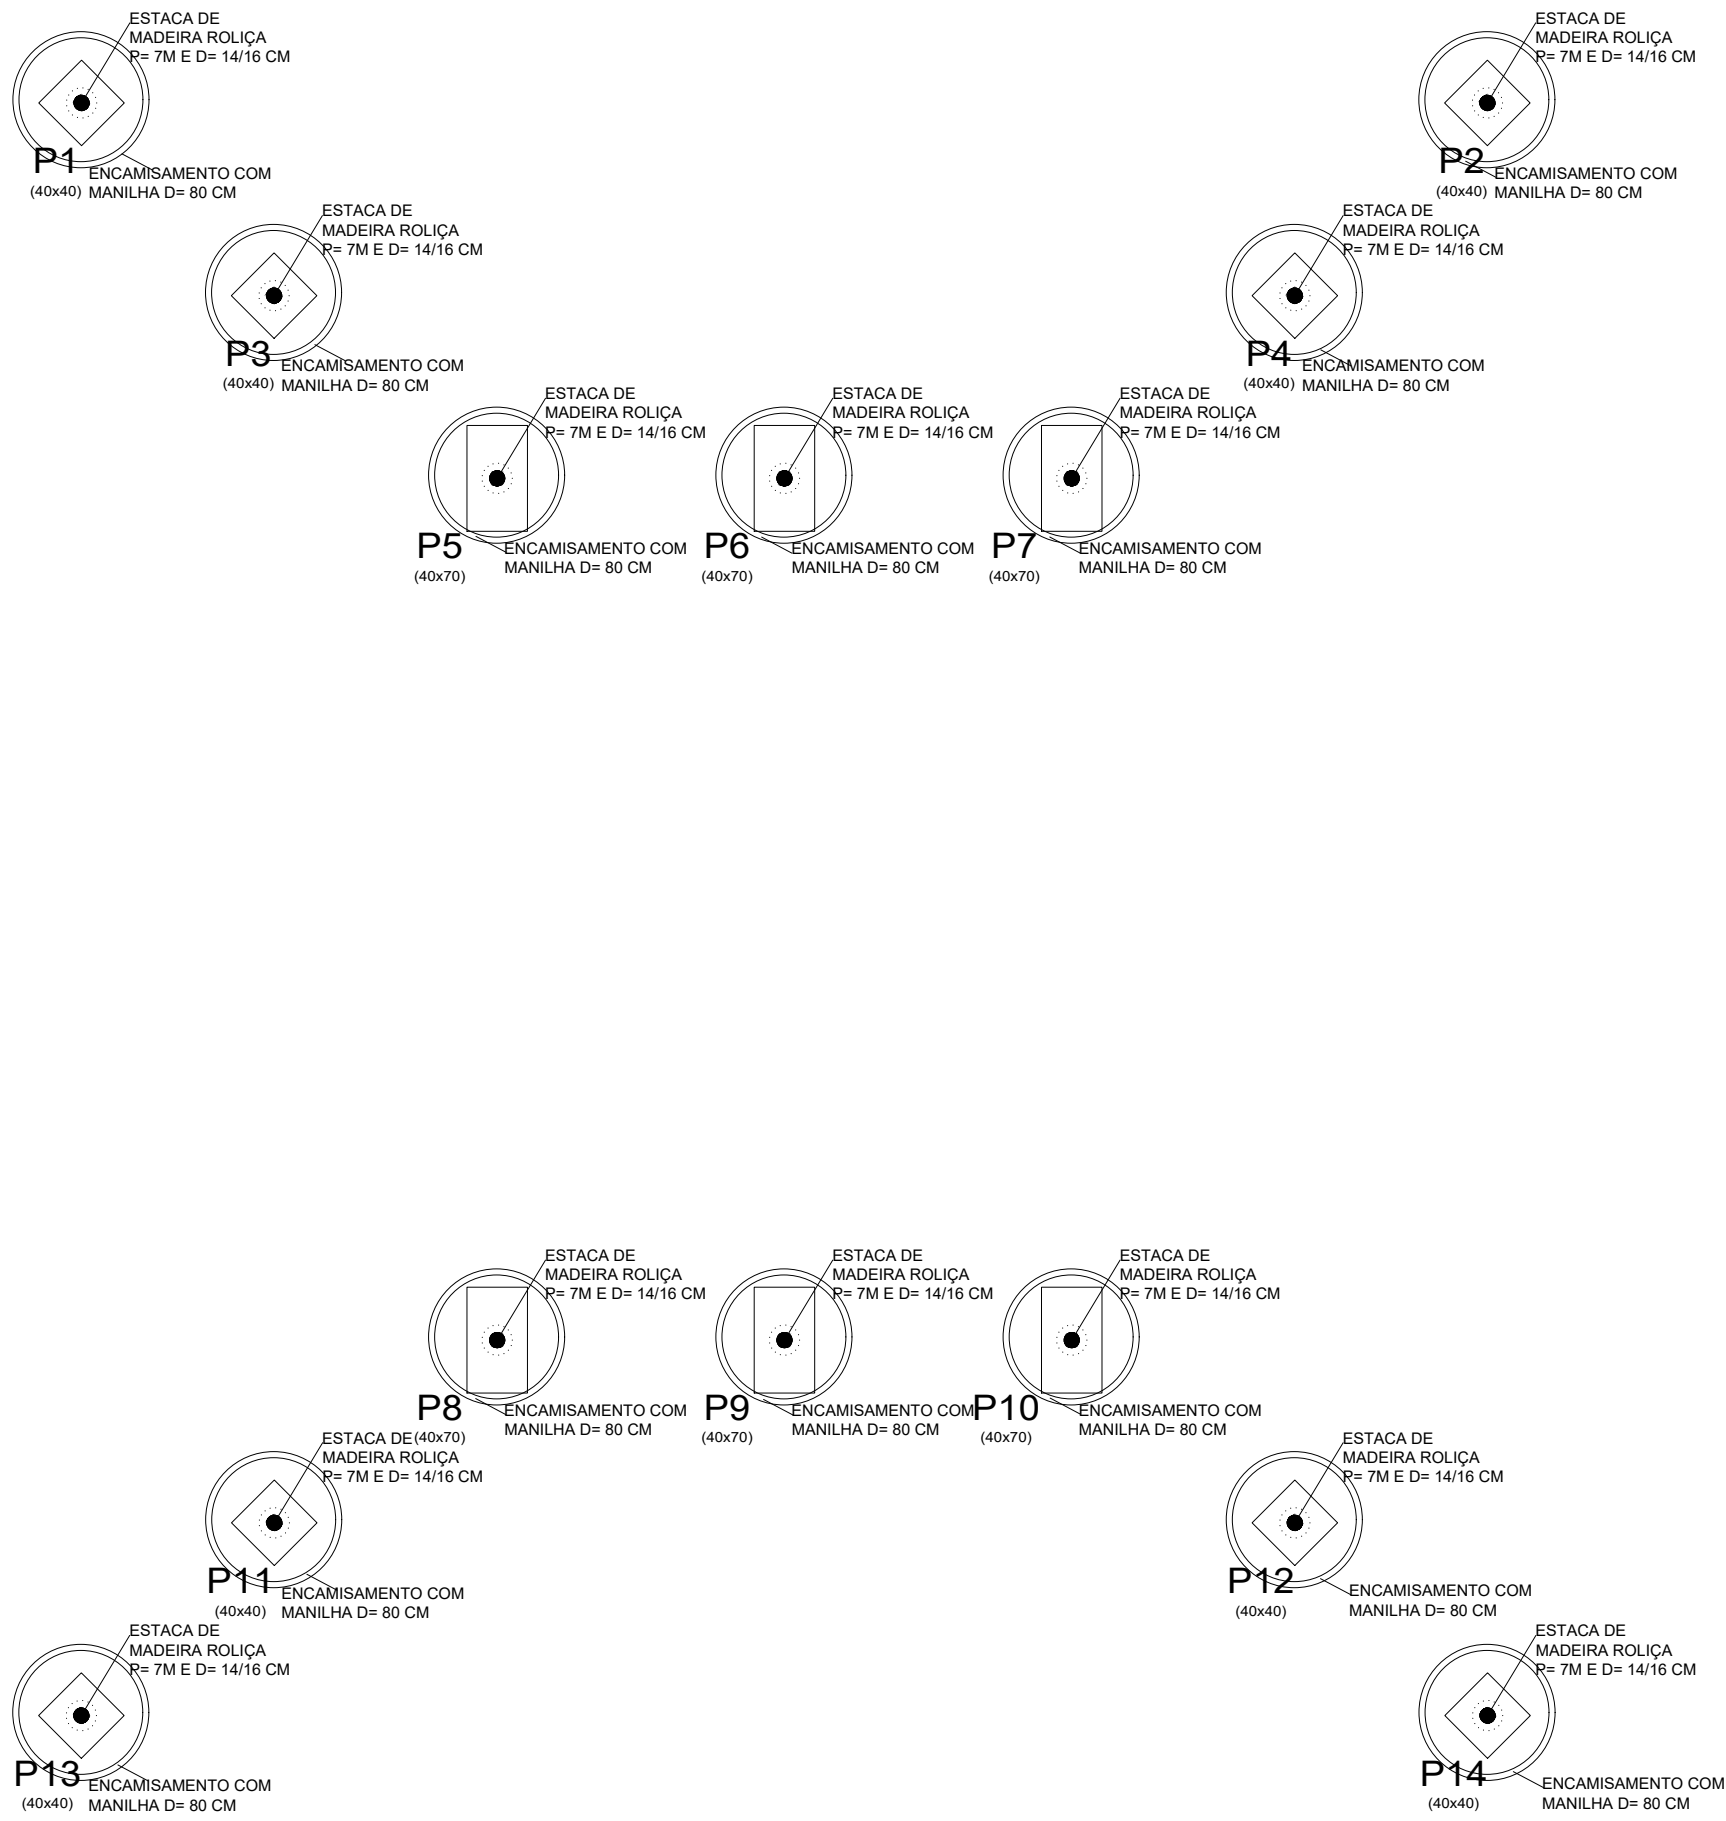 ESTACA DE
MADEIRA ROLIÇA
P= 7M E D= 14/16 CM
P1
(40x40)
ENCAMISAMENTO COM
MANILHA D= 80 CM
ESTACA DE
MADEIRA ROLIÇA
P= 7M E D= 14/16 CM
P2
(40x40)
ENCAMISAMENTO COM
MANILHA D= 80 CM
ESTACA DE
MADEIRA ROLIÇA
P= 7M E D= 14/16 CM
P3
(40x40)
ENCAMISAMENTO COM
MANILHA D= 80 CM
ESTACA DE
MADEIRA ROLIÇA
P= 7M E D= 14/16 CM
P4
(40x40)
ENCAMISAMENTO COM
MANILHA D= 80 CM
ESTACA DE
MADEIRA ROLIÇA
P= 7M E D= 14/16 CM
P5
(40x70)
ENCAMISAMENTO COM
MANILHA D= 80 CM
ESTACA DE
MADEIRA ROLIÇA
P= 7M E D= 14/16 CM
P6
(40x70)
ENCAMISAMENTO COM
MANILHA D= 80 CM
ESTACA DE
MADEIRA ROLIÇA
P= 7M E D= 14/16 CM
P7
(40x70)
ENCAMISAMENTO COM
MANILHA D= 80 CM
ESTACA DE
MADEIRA ROLIÇA
P= 7M E D= 14/16 CM
P8
(40x70)
ENCAMISAMENTO COM
MANILHA D= 80 CM
ESTACA DE
MADEIRA ROLIÇA
P= 7M E D= 14/16 CM
P9
(40x70)
ENCAMISAMENTO COM
MANILHA D= 80 CM
ESTACA DE
MADEIRA ROLIÇA
P= 7M E D= 14/16 CM
P10
(40x70)
ENCAMISAMENTO COM
MANILHA D= 80 CM
ESTACA DE
MADEIRA ROLIÇA
P= 7M E D= 14/16 CM
P11
(40x40)
ENCAMISAMENTO COM
MANILHA D= 80 CM
ESTACA DE
MADEIRA ROLIÇA
P= 7M E D= 14/16 CM
P12
(40x40)
ENCAMISAMENTO COM
MANILHA D= 80 CM
ESTACA DE
MADEIRA ROLIÇA
P= 7M E D= 14/16 CM
P13
(40x40)
ENCAMISAMENTO COM
MANILHA D= 80 CM
ESTACA DE
MADEIRA ROLIÇA
P= 7M E D= 14/16 CM
P14
(40x40)
ENCAMISAMENTO COM
MANILHA D= 80 CM